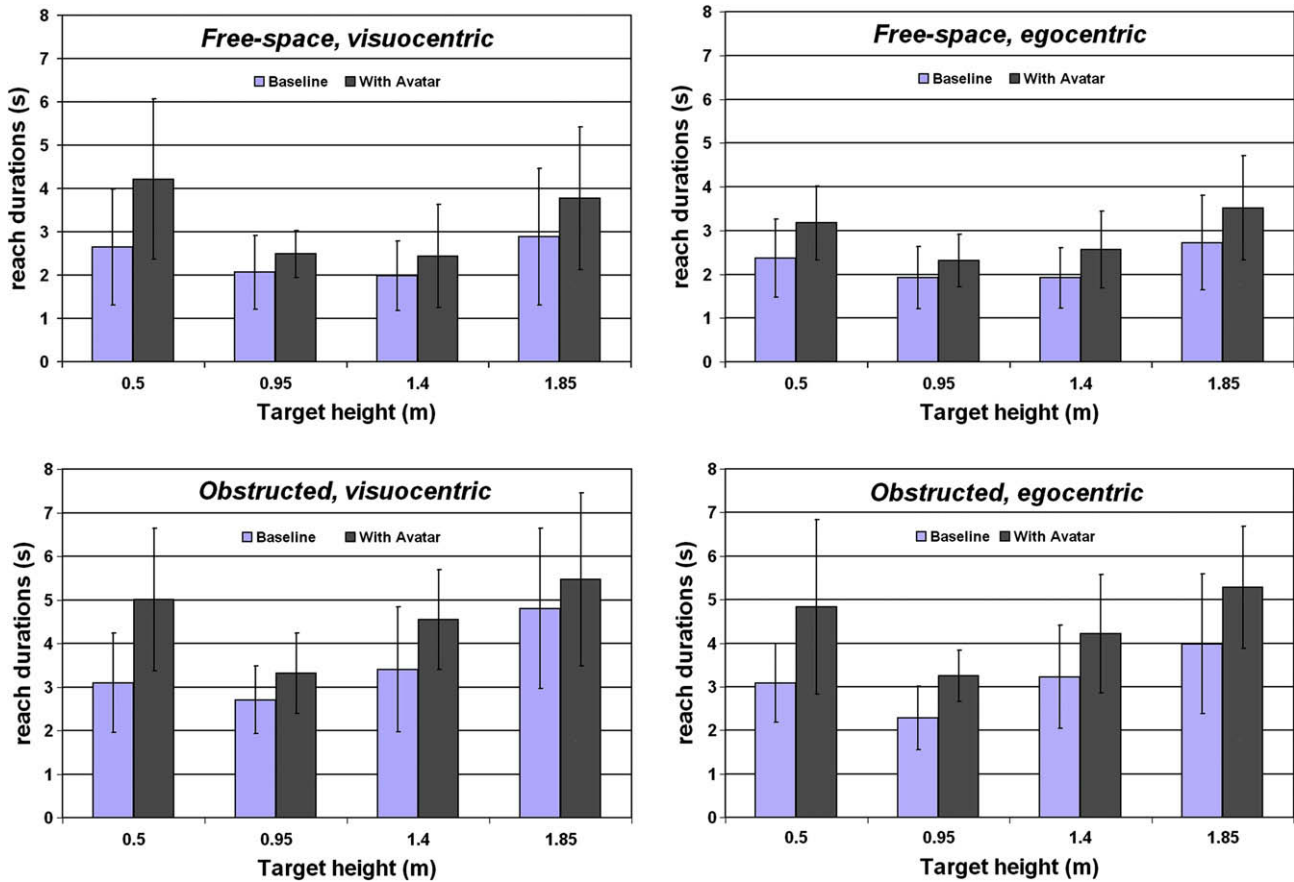 Free-space, visuocentric
Baseline With Avatar
reach durations (s)
8
7
6
5
4
3
2
1
0
0.5 0.95 1.4 1.85
Target height (m)
Free-space, egocentric
Baseline With Avatar
reach durations (s)
8
7
6
5
4
3
2
1
0
0.5 0.95 1.4 1.85
Target height (m)
Obstructed, visuocentric
Baseline With Avatar
reach durations (s)
8
7
6
5
4
3
2
1
0
0.5 0.95 1.4 1.85
Target height (m)
Obstructed, egocentric
Baseline With Avatar
reach durations (s)
8
7
6
5
4
3
2
1
0
0.5 0.95 1.4 1.85
Target height (m)